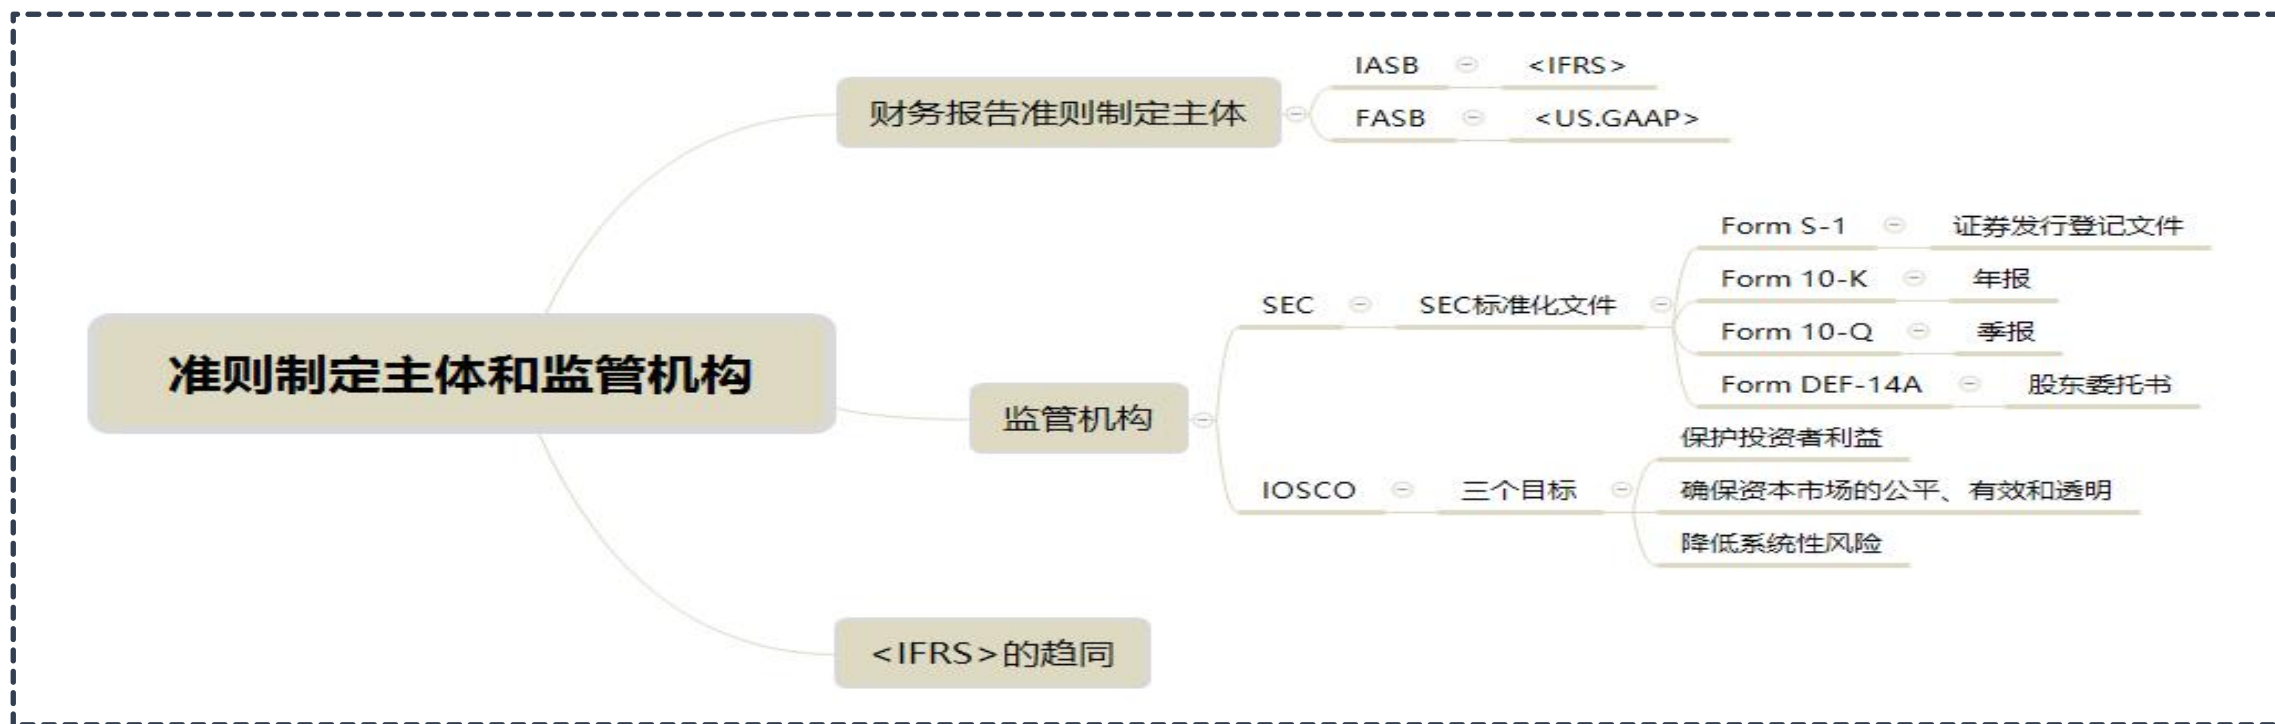 准则制定主体和监管机构
财务报告准则制定主体
IASB
<IFRS>
FASB
<US.GAAP>
监管机构
SEC
SEC标准化文件
Form S-1
证券发行登记文件
Form 10-K
年报
Form 10-Q
季报
Form DEF-14A
股东委托书
IOSCO
三个目标
保护投资者利益
确保资本市场的公平、有效和透明
降低系统性风险
<IFRS>的趋同